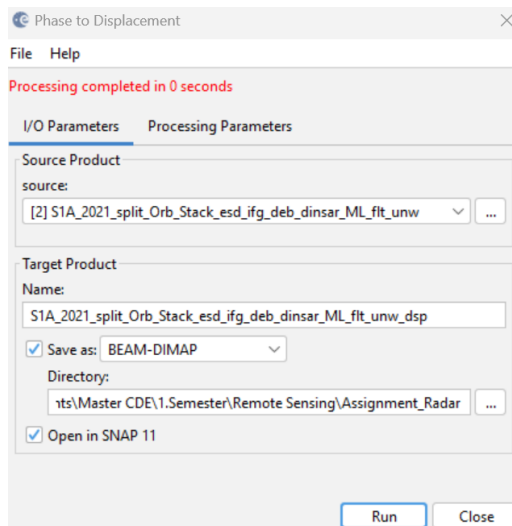 Phase to Displacement
File Help
Processing completed in 0 seconds
I/O Parameters Processing Parameters
Source Product
source:
[2] S1A_2021_split_Orb_Stack_esd_ifg_deb_dinsar_ML_flt_unw
...
Target Product
Name:
S1A_2021_split_Orb_Stack_esd_ifg_deb_dinsar_ML_flt_unw_dsp
Save as: BEAM-DIMAP
Directory:
nts\Master CDE\1.Semester\Remote Sensing\Assignment_Radar
...
Open in SNAP 11
Run Close